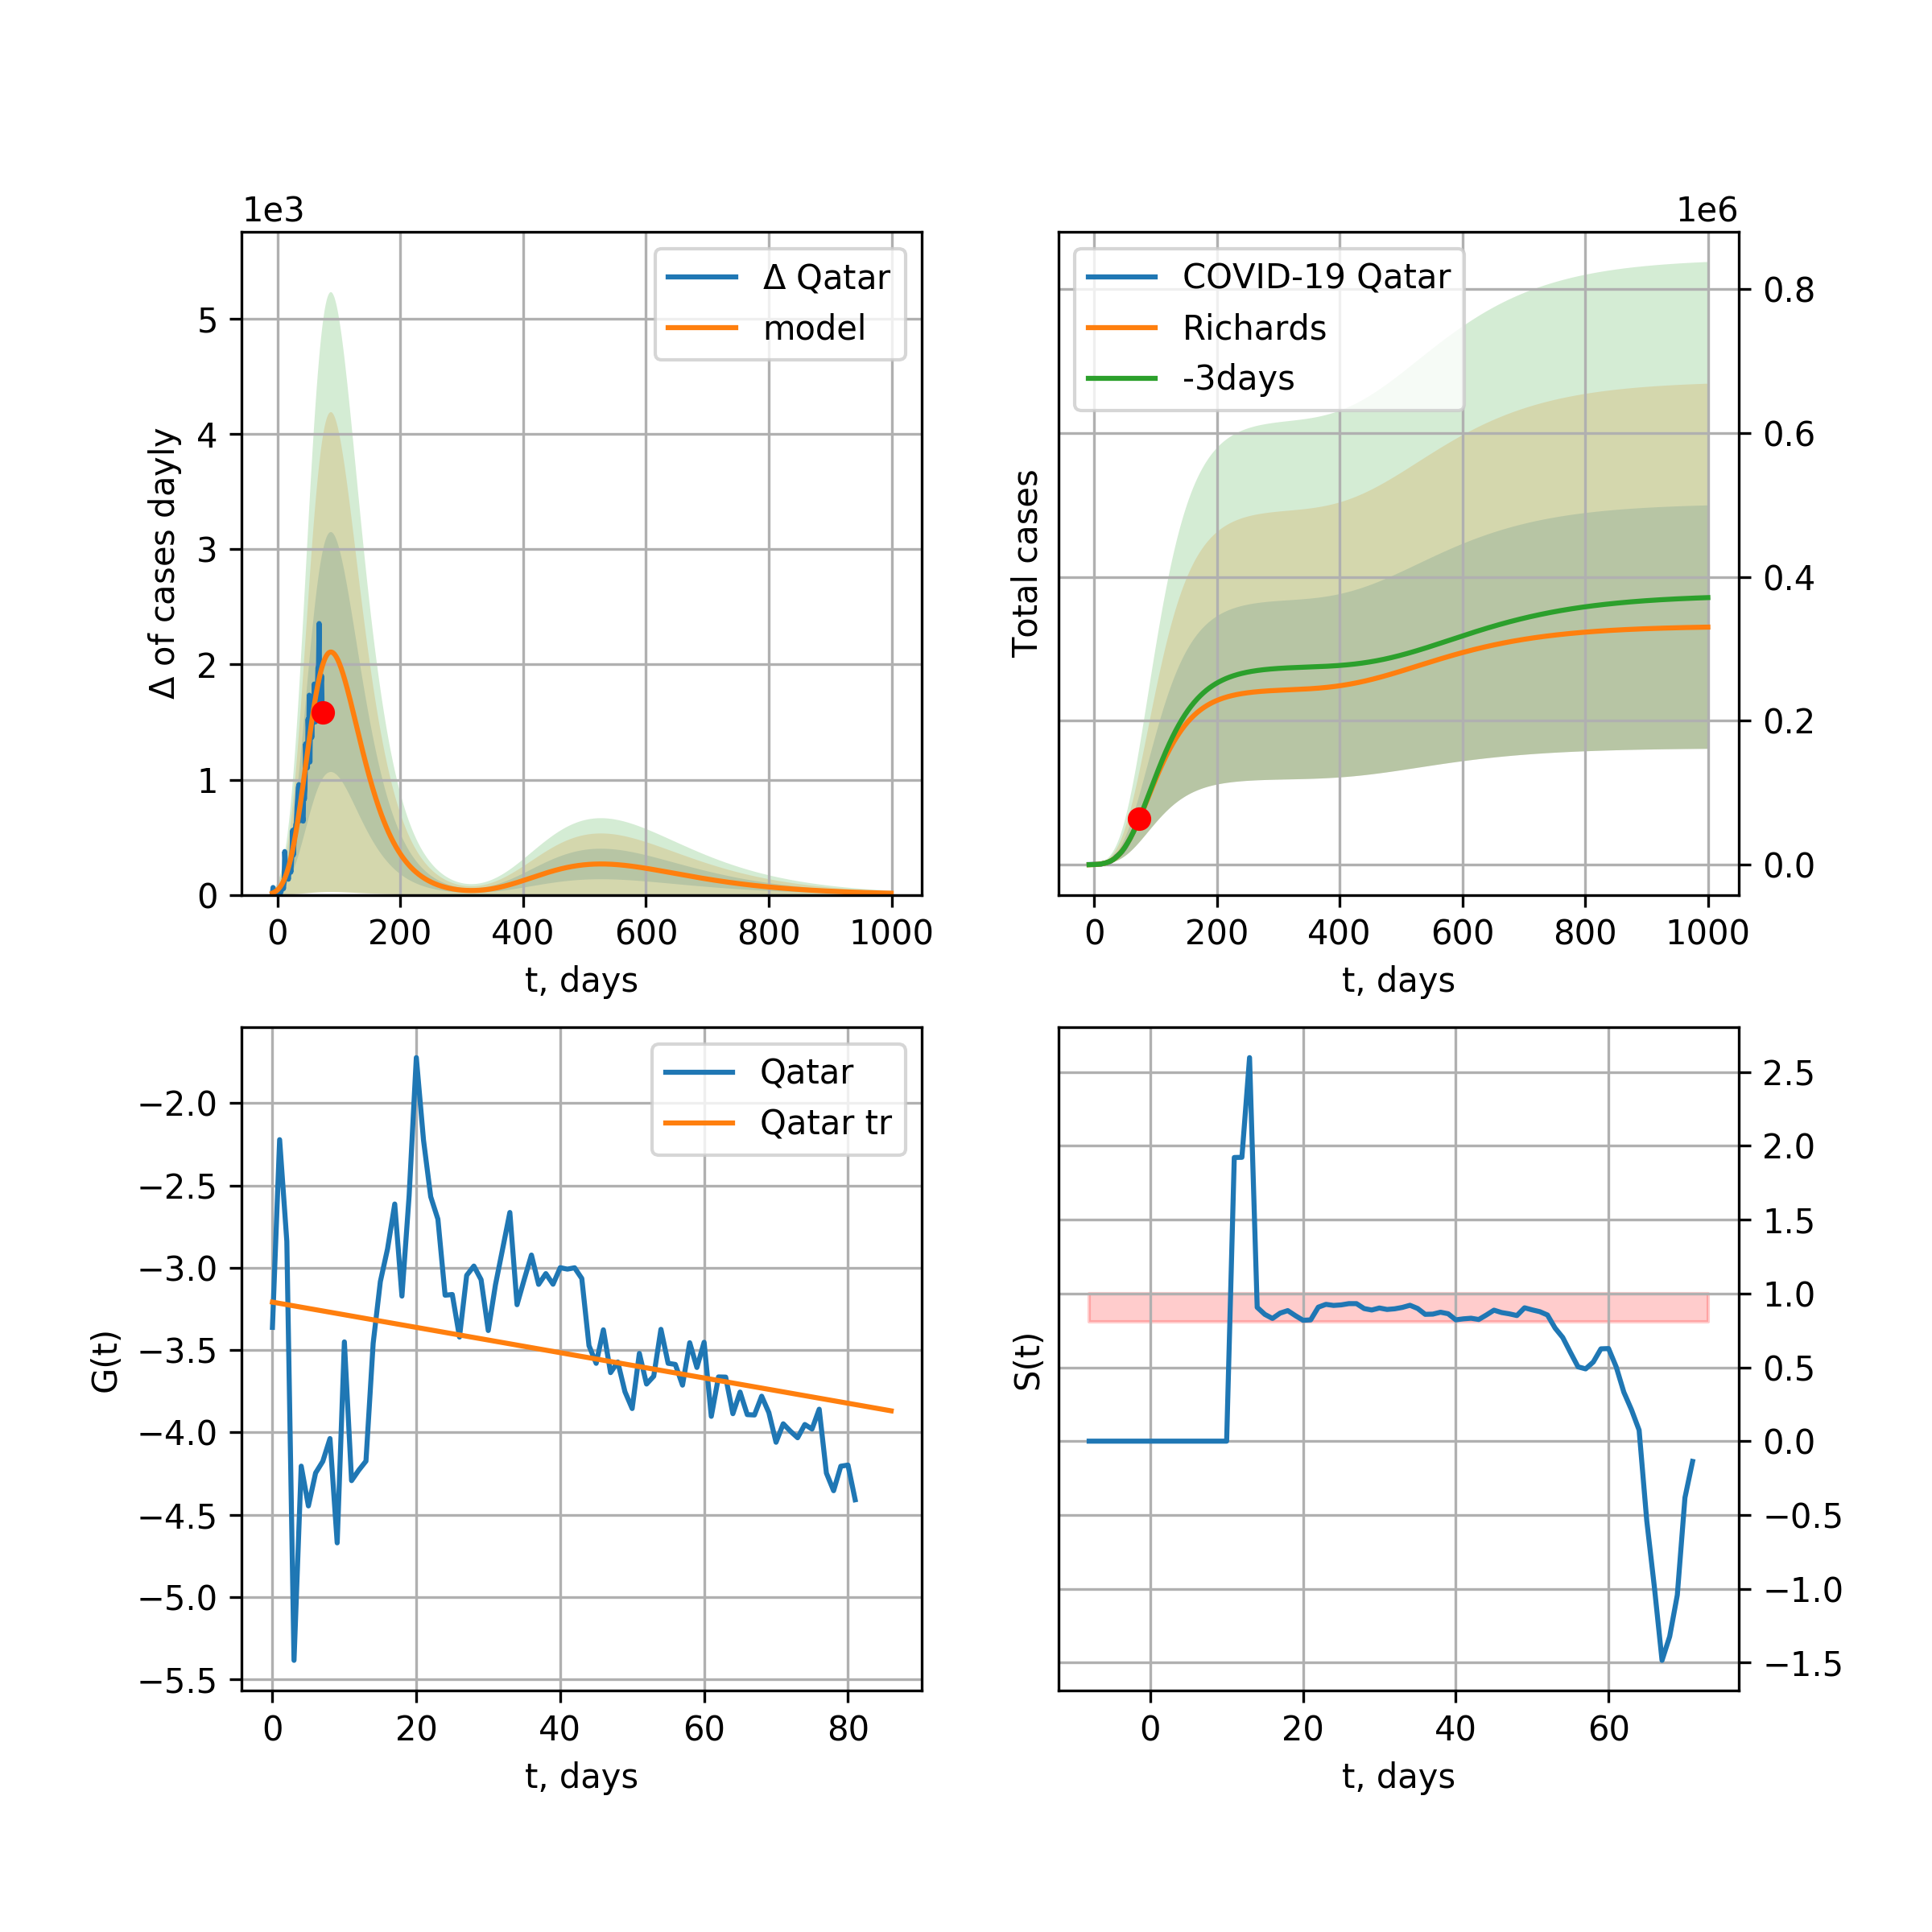 1e3
Δ Qatar
model
5
4
3
2
1
0
Δ of cases dayly
0 200 400 600 800 1000
t, days
1e6
COVID-19 Qatar
Richards
-3days
0.8
0.6
0.4
0.2
0.0
Total cases
0 200 400 600 800 1000
t, days
Qatar
Qatar tr
−2.0
−2.5
−3.0
−3.5
−4.0
−4.5
−5.0
−5.5
G(t)
0 20 40 60 80
t, days
2.5
2.0
1.5
1.0
0.5
0.0
−0.5
−1.0
−1.5
S(t)
0 20 40 60
t, days